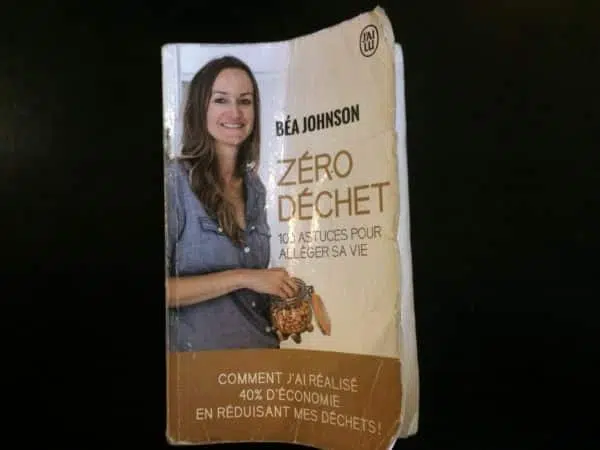 J'AI
LU
BÉA JOHNSON
ZÉRO
DÉCHET
100 ASTUCES POUR
ALLÉGER SA VIE
COMMENT J'AI RÉALISÉ
40% D'ÉCONOMIE
EN RÉDUISANT MES DÉCHETS !